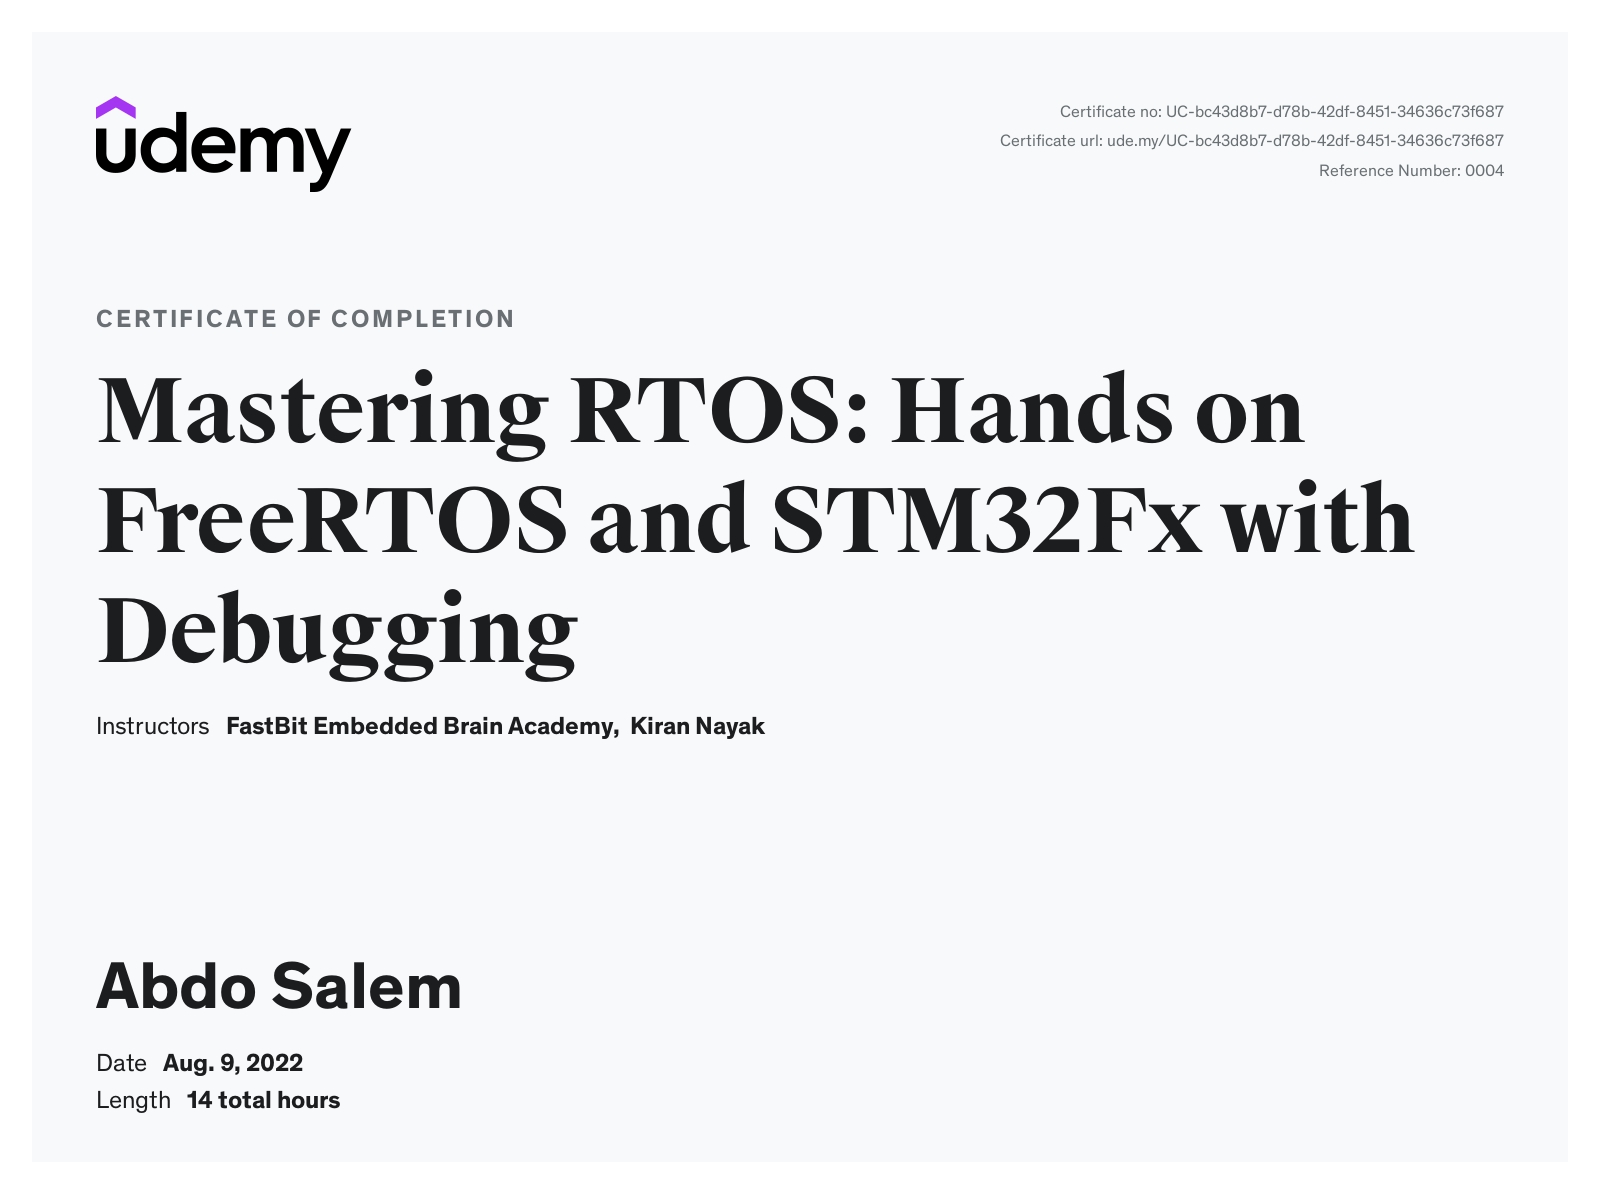 udemy
Certificate no: UC-bc43d8b7-d78b-42df-8451-34636c73f687
Certificate url: ude.my/UC-bc43d8b7-d78b-42df-8451-34636c73f687
Reference Number: 0004
CERTIFICATE OF COMPLETION
Mastering RTOS: Hands on
FreeRTOS and STM32Fx with
Debugging
Instructors FastBit Embedded Brain Academy, Kiran Nayak
Abdo Salem
Date Aug. 9, 2022
Length 14 total hours